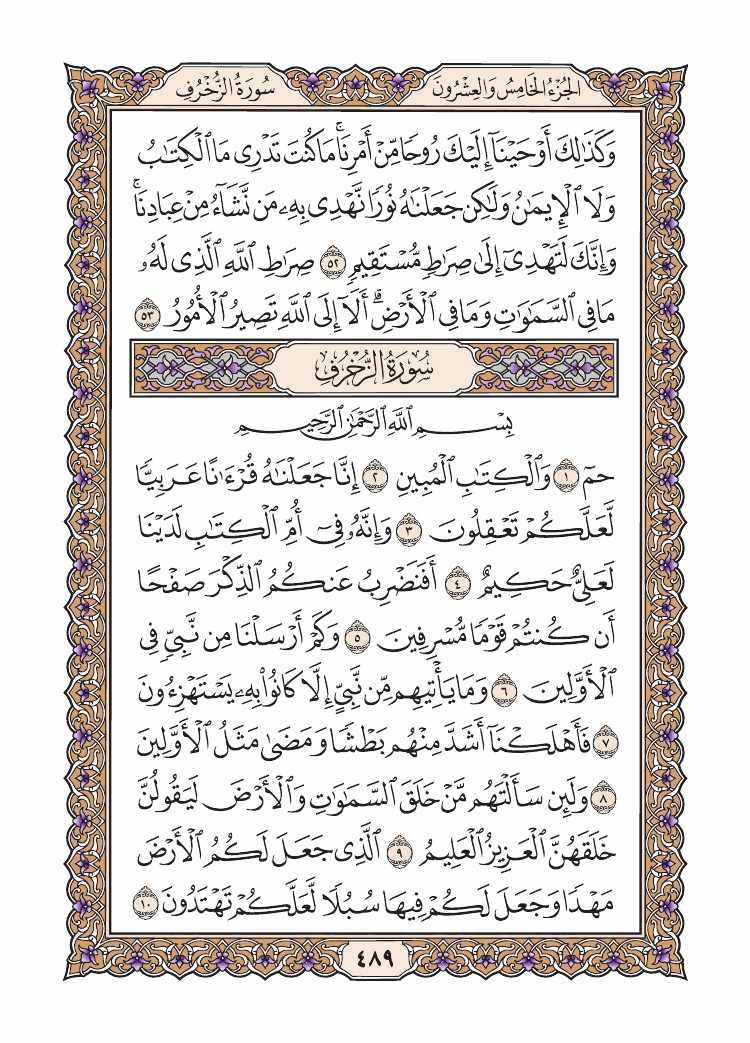 الجُزْءُ الخَامِسُ وَالعِشْرُونَ
سُورَةُ الزُّخْرُفِ
وَكَذَٰلِكَ أَوْحَيْنَآ إِلَيْكَ رُوحًا مِّنْ أَمْرِنَاۚ مَا كُنتَ تَدْرِى مَا ٱلْكِتَٰبُ
وَلَا ٱلْإِيمَٰنُ وَلَٰكِن جَعَلْنَٰهُ نُورًا نَّهْدِى بِهِۦ مَن نَّشَآءُ مِنْ عِبَادِنَاۚ
وَإِنَّكَ لَتَهْدِىٓ إِلَىٰ صِرَٰطٍ مُّسْتَقِيمٍ ٥٢ صِرَٰطِ ٱللَّهِ ٱلَّذِى لَهُۥ
مَا فِى ٱلسَّمَٰوَٰتِ وَمَا فِى ٱلْأَرْضِۗ أَلَآ إِلَى ٱللَّهِ تَصِيرُ ٱلْأُمُورُ ٥٣
سُورَةُ الزُّخْرُفِ
بِسْمِ ٱللَّهِ ٱلرَّحْمَٰنِ ٱلرَّحِيمِ
حمٓ ١ وَٱلْكِتَٰبِ ٱلْمُبِينِ ٢ إِنَّا جَعَلْنَٰهُ قُرْءَٰنًا عَرَبِيًّا
لَّعَلَّكُمْ تَعْقِلُونَ ٣ وَإِنَّهُۥ فِىٓ أُمِّ ٱلْكِتَٰبِ لَدَيْنَا
لَعَلِىٌّ حَكِيمٌ ٤ أَفَنَضْرِبُ عَنكُمُ ٱلذِّكْرَ صَفْحًا
أَن كُنتُمْ قَوْمًا مُّسْرِفِينَ ٥ وَكَمْ أَرْسَلْنَا مِن نَّبِىٍّ فِى
ٱلْأَوَّلِينَ ٦ وَمَا يَأْتِيهِم مِّن نَّبِىٍّ إِلَّا كَانُوا۟ بِهِۦ يَسْتَهْزِءُونَ
٧ فَأَهْلَكْنَآ أَشَدَّ مِنْهُم بَطْشًا وَمَضَىٰ مَثَلُ ٱلْأَوَّلِينَ
٨ وَلَئِن سَأَلْتَهُم مَّنْ خَلَقَ ٱلسَّمَٰوَٰتِ وَٱلْأَرْضَ لَيَقُولُنَّ
خَلَقَهُنَّ ٱلْعَزِيزُ ٱلْعَلِيمُ ٩ ٱلَّذِى جَعَلَ لَكُمُ ٱلْأَرْضَ
مَهْدًا وَجَعَلَ لَكُمْ فِيهَا سُبُلًا لَّعَلَّكُمْ تَهْتَدُونَ ١٠
٤٨٩